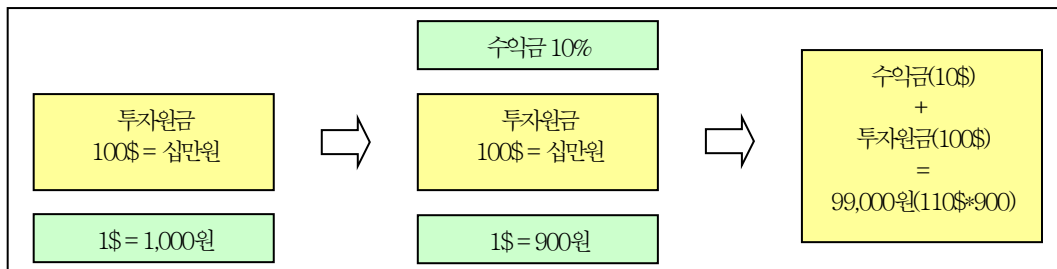 투자원금
100$ = 십만원
1$ = 1,000원
수익금 10%
투자원금
100$ = 십만원
1$ = 900원
수익금(10$)
+
투자원금(100$)
=
99,000원(110$*900)